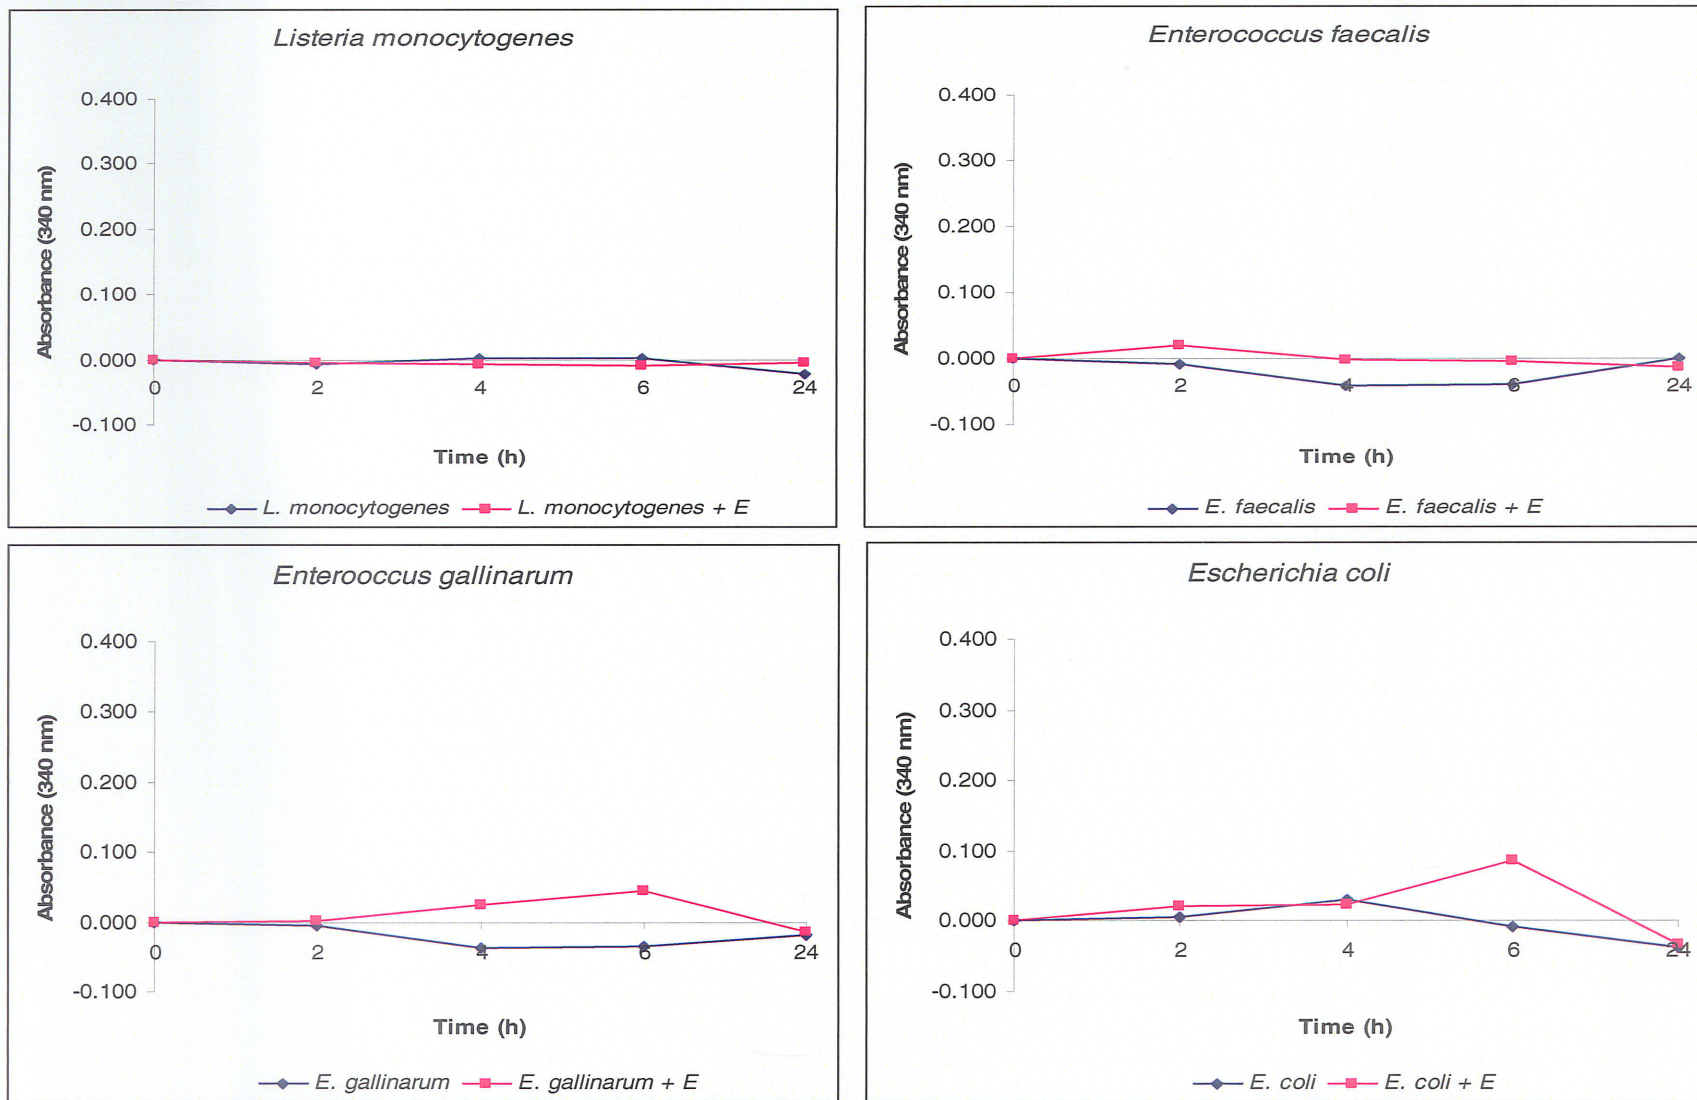 Listeria monocytogenes
0.400
0.300
0.200
0.100
0.000
-0.100
Absorbance (340 nm)
0 2 4 6 24
Time (h)
L. monocytogenes L. monocytogenes + E
Enterococcus faecalis
0.400
0.300
0.200
0.100
0.000
-0.100
Absorbance (340 nm)
0 2 4 6 24
Time (h)
E. faecalis E. faecalis + E
Enterooccus gallinarum
0.400
0.300
0.200
0.100
0.000
-0.100
Absorbance (340 nm)
0 2 4 6 24
Time (h)
E. gallinarum E. gallinarum + E
Escherichia coli
0.400
0.300
0.200
0.100
0.000
-0.100
Absorbance (340 nm)
0 2 4 6 24
Time (h)
E. coli E. coli + E